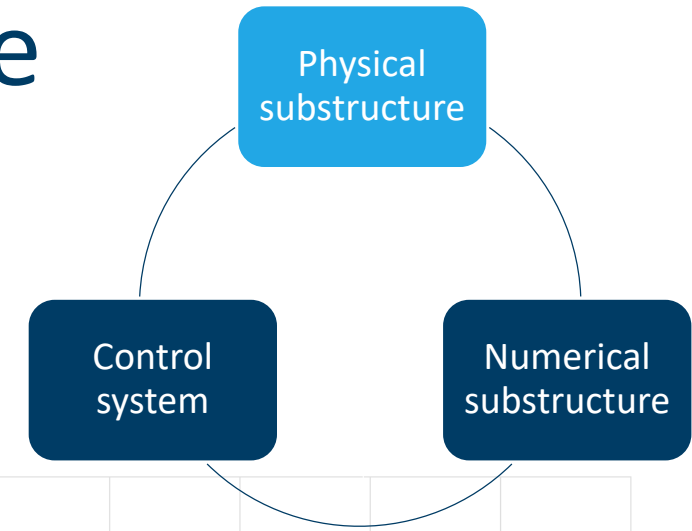 e
Physical
substructure
Control
system
Numerical
substructure